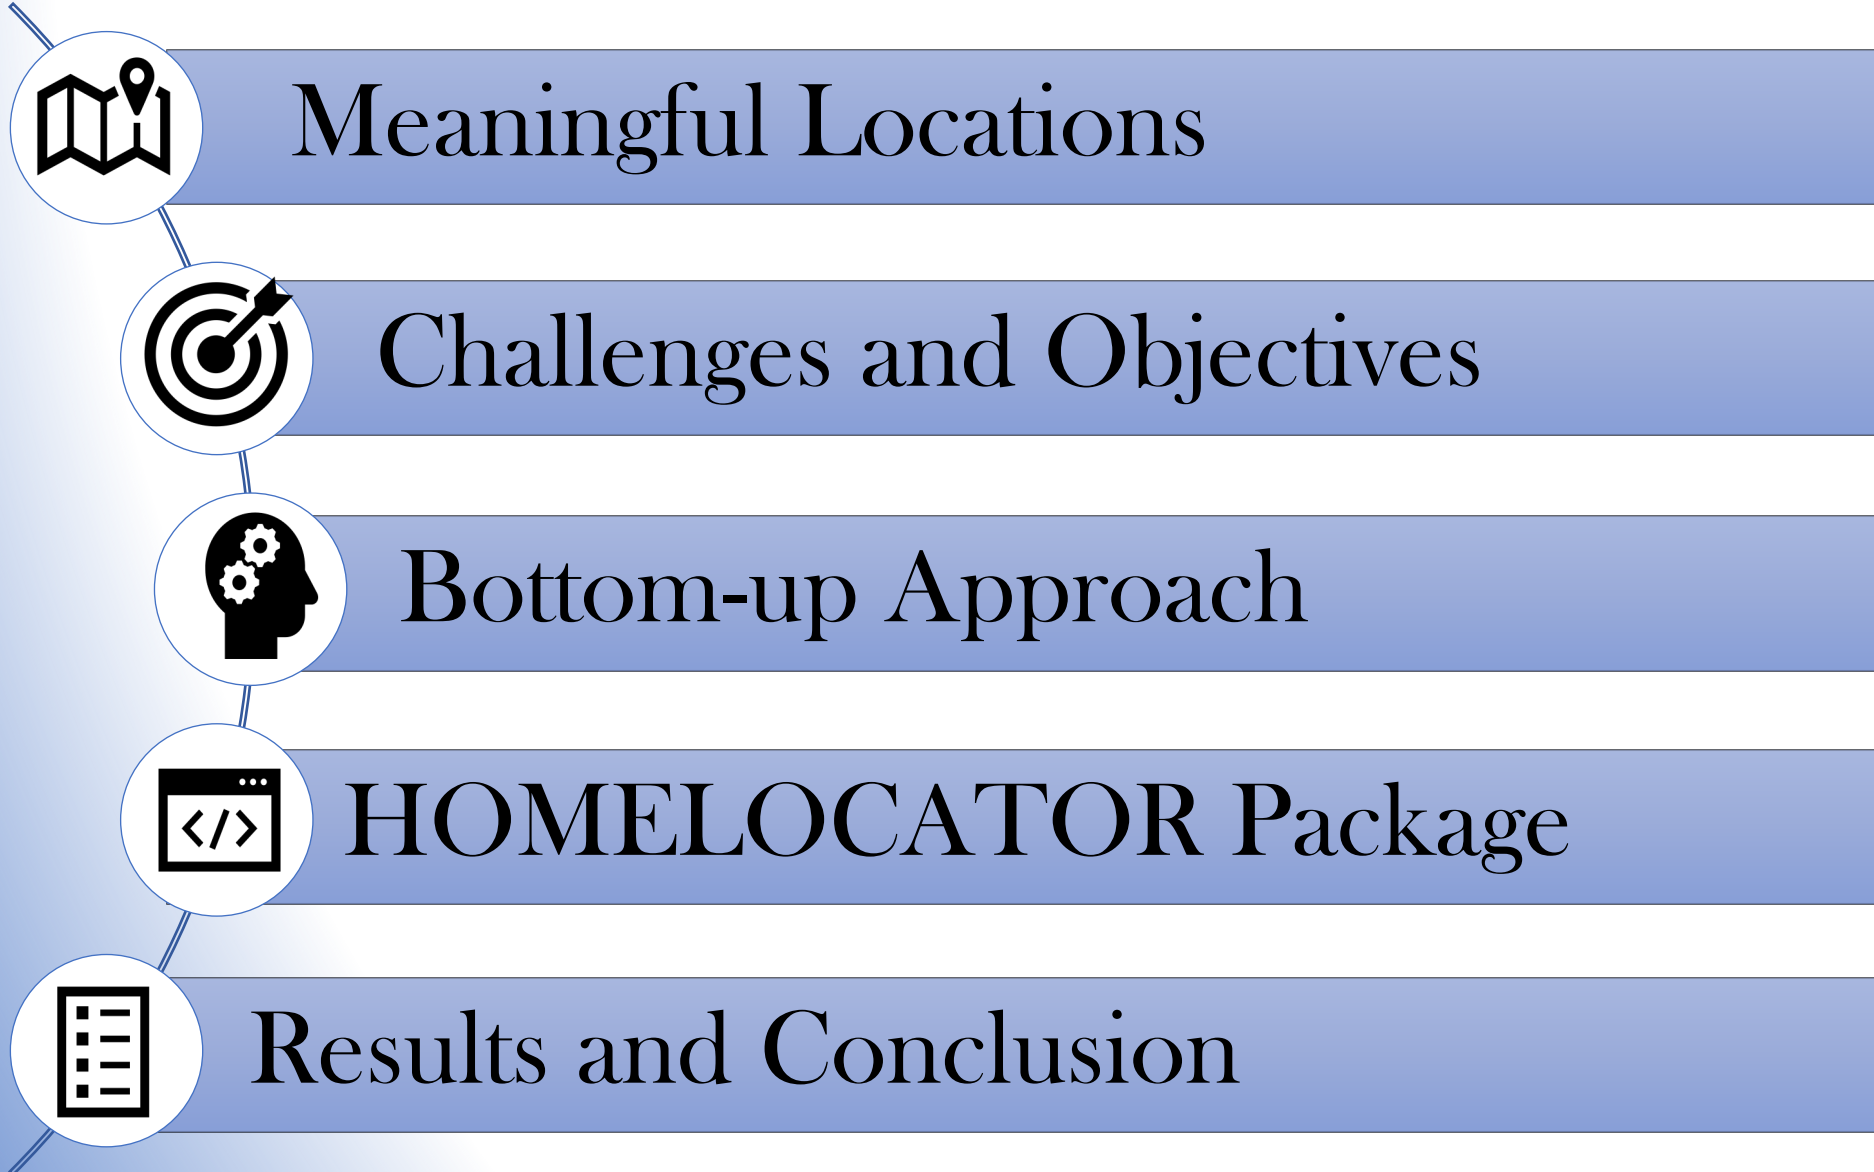 Meaningful Locations
Challenges and Objectives
Bottom-up Approach
HOMELOCATOR Package
Results and Conclusion